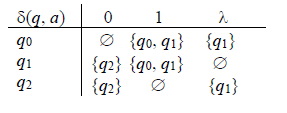 δ(q, a) 0 1 λ
q0 ∅ {q0, q1} {q1}
q1 {q2} {q0, q1} ∅
q2 {q2} ∅ {q1}